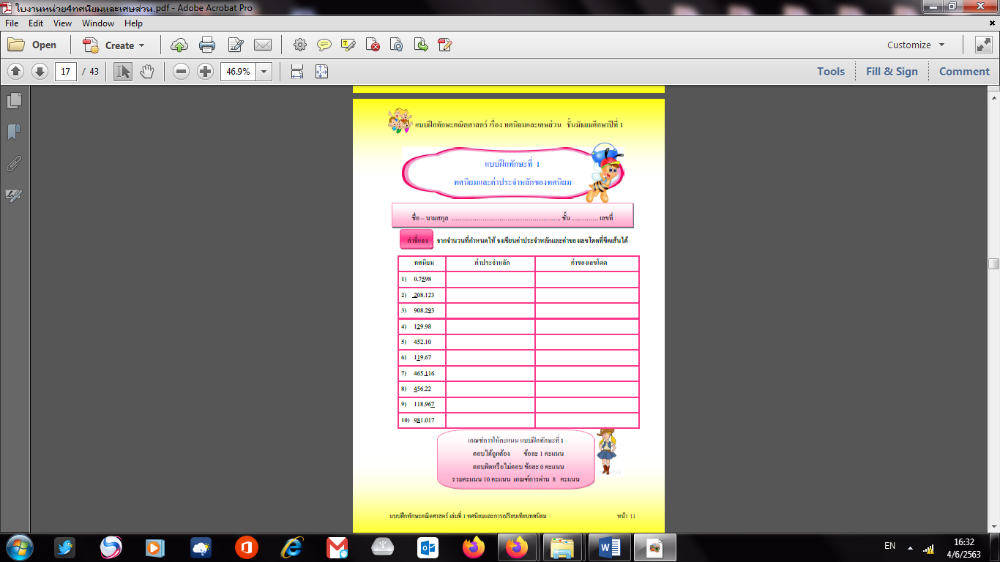 ใบงานหน่วย4ทศนิยมและเศษส่วน.pdf - Adobe Acrobat Pro
File Edit View Window Help
Open Create Customize
17 / 43 46.9% Tools Fill & Sign Comment
แบบฝึกทักษะคณิตศาสตร์ เรื่อง ทศนิยมและเศษส่วน ชั้นมัธยมศึกษาปีที่ 1
แบบฝึกทักษะที่ 1
ทศนิยมและค่าประจำหลักของทศนิยม
ชื่อ – นามสกุล ........................................................ ชั้น ............. เลขที่
คำชี้แจง จากจำนวนที่กำหนดให้ จงเขียนค่าประจำหลักและค่าของเลขโดดที่ขีดเส้นใต้
ทศนิยม ค่าประจำหลัก ค่าของเลขโดด
1) 0.7598
2) 208.123
3) 908.293
4) 129.98
5) 452.10
6) 119.67
7) 465.116
8) 456.22
9) 118.967
10) 981.017
เกณฑ์การให้คะแนน แบบฝึกทักษะที่ 1
ตอบได้ถูกต้อง ข้อละ 1 คะแนน
ตอบผิดหรือไม่ตอบ ข้อละ 0 คะแนน
รวมคะแนน 10 คะแนน เกณฑ์การผ่าน 8 คะแนน
แบบฝึกทักษะคณิตศาสตร์ เล่มที่ 1 ทศนิยมและการเปรียบเทียบทศนิยม หน้า 11
EN 16:32
4/6/2563